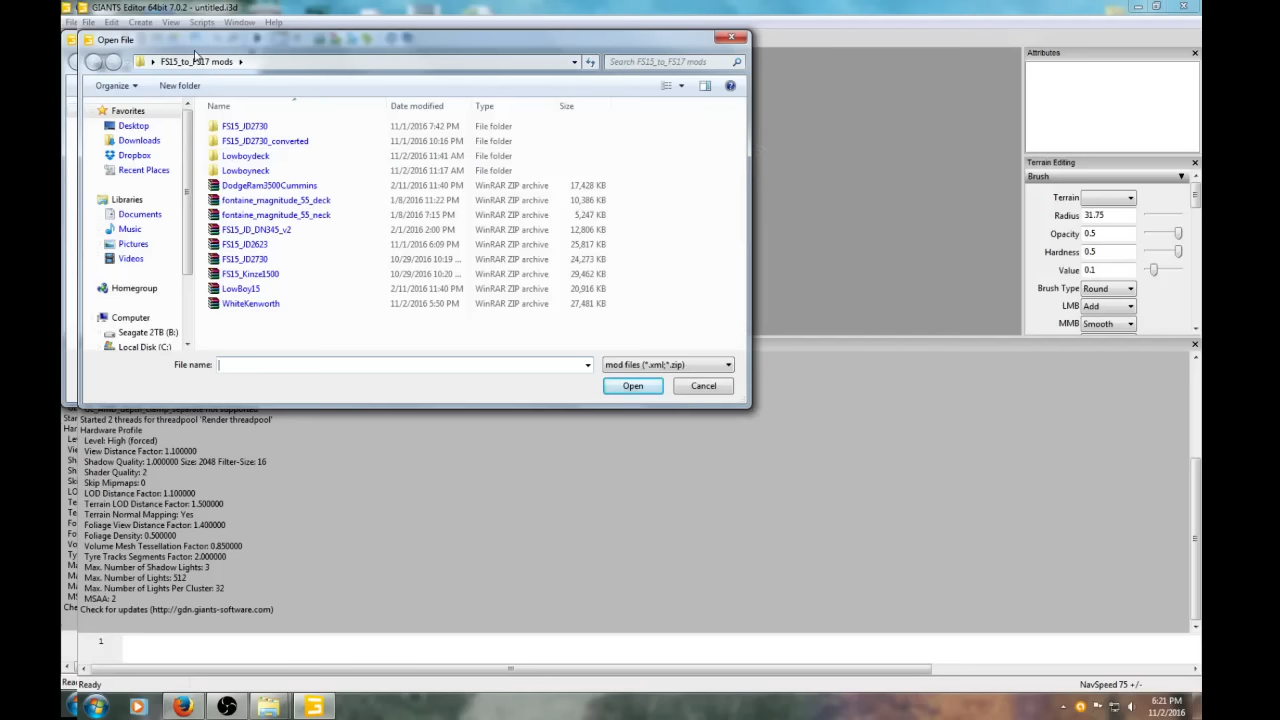 GIANTS Editor 64bit 7.0.2 - untitled.i3d
File File Edit Create View Scripts Window Help
Open File
FS15_to_FS17 mods
Search FS15_to_FS17 mods
Organize New folder
Name Date modified Type Size
Favorites
Desktop
Downloads
Dropbox
Recent Places
Libraries
Documents
Music
Pictures
Videos
Homegroup
Computer
Seagate 2TB (B:)
Local Disk (C:)
FS15_JD2730 11/1/2016 7:42 PM File folder
FS15_JD2730_converted 11/1/2016 10:16 PM File folder
Lowboydeck 11/2/2016 11:41 AM File folder
Lowboyneck 11/2/2016 11:17 AM File folder
DodgeRam3500Cummins 2/11/2016 11:40 PM WinRAR ZIP archive 17,428 KB
fontaine_magnitude_55_deck 1/8/2016 11:22 PM WinRAR ZIP archive 10,386 KB
fontaine_magnitude_55_neck 1/8/2016 7:15 PM WinRAR ZIP archive 5,247 KB
FS15_JD_DN345_v2 2/1/2016 2:00 PM WinRAR ZIP archive 12,806 KB
FS15_JD2623 11/1/2016 6:09 PM WinRAR ZIP archive 25,817 KB
FS15_JD2730 10/29/2016 10:19 ... WinRAR ZIP archive 24,273 KB
FS15_Kinze1500 10/29/2016 10:20 ... WinRAR ZIP archive 29,462 KB
LowBoy15 2/11/2016 11:40 PM WinRAR ZIP archive 20,916 KB
WhiteKenworth 11/2/2016 5:50 PM WinRAR ZIP archive 27,481 KB
File name:
mod files (*.xml;*.zip)
Open Cancel
Attributes
Terrain Editing
Brush
Terrain
Radius 31.75
Opacity 0.5
Hardness 0.5
Value 0.1
Brush Type Round
LMB Add
MMB Smooth
Started 2 threads for threadpool 'Render threadpool'
Hardware Profile
Level: High (forced)
View Distance Factor: 1.100000
Shadow Quality: 1.000000 Size: 2048 Filter-Size: 16
Shader Quality: 2
Skip Mipmaps: 0
LOD Distance Factor: 1.100000
Terrain LOD Distance Factor: 1.500000
Terrain Normal Mapping: Yes
Foliage View Distance Factor: 1.400000
Foliage Density: 0.500000
Volume Mesh Tessellation Factor: 0.850000
Tyre Tracks Segments Factor: 2.000000
Max. Number of Shadow Lights: 3
Max. Number of Lights: 512
Max. Number of Lights Per Cluster: 32
MSAA: 2
Check for updates (http://gdn.giants-software.com)
1
Ready
NavSpeed 75 +/-
6:21 PM
11/2/2016